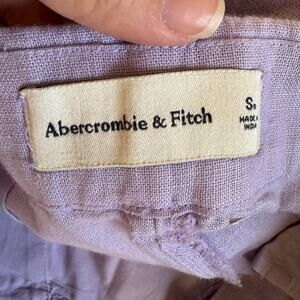 Abercrombie & Fitch
S
MADE IN
INDIA